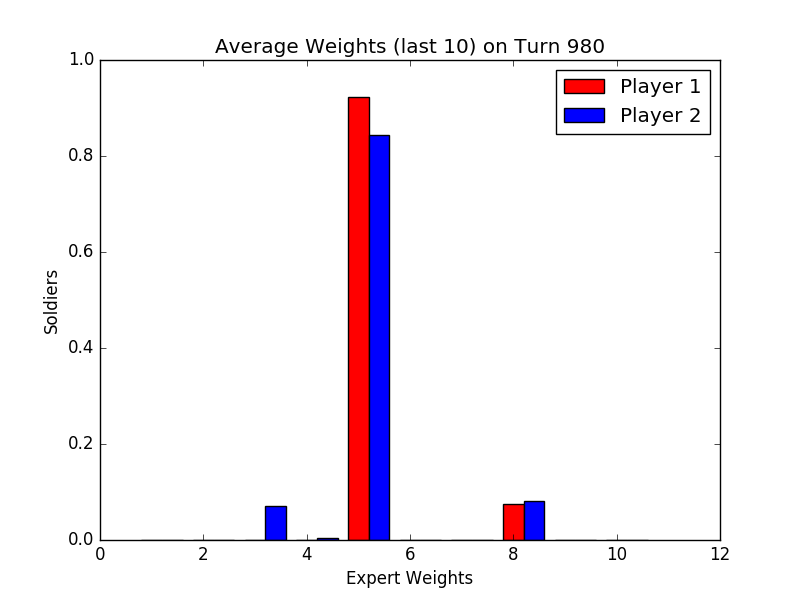 Average Weights (last 10) on Turn 980
Player 1
Player 2
1.0
0.8
0.6
0.4
0.2
0.0
Soldiers
0 2 4 6 8 10 12
Expert Weights